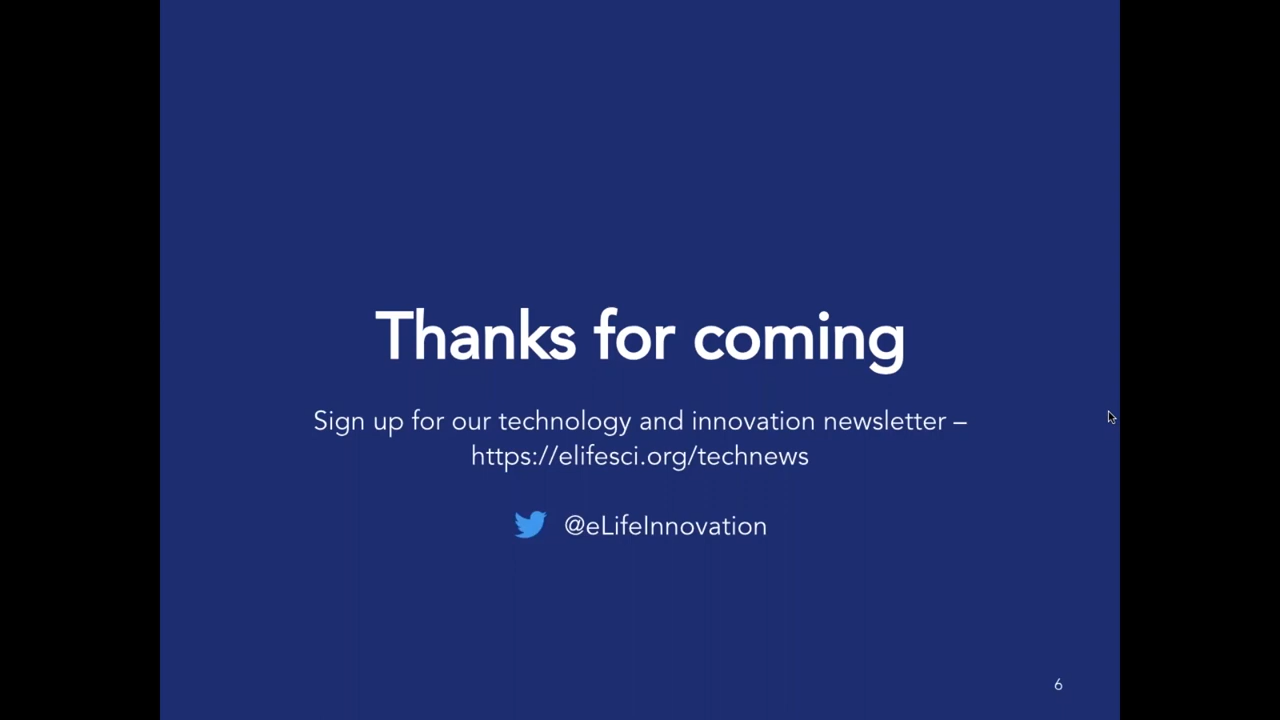 Thanks for coming
Sign up for our technology and innovation newsletter –
https://elifesci.org/technews
@eLifeInnovation
6